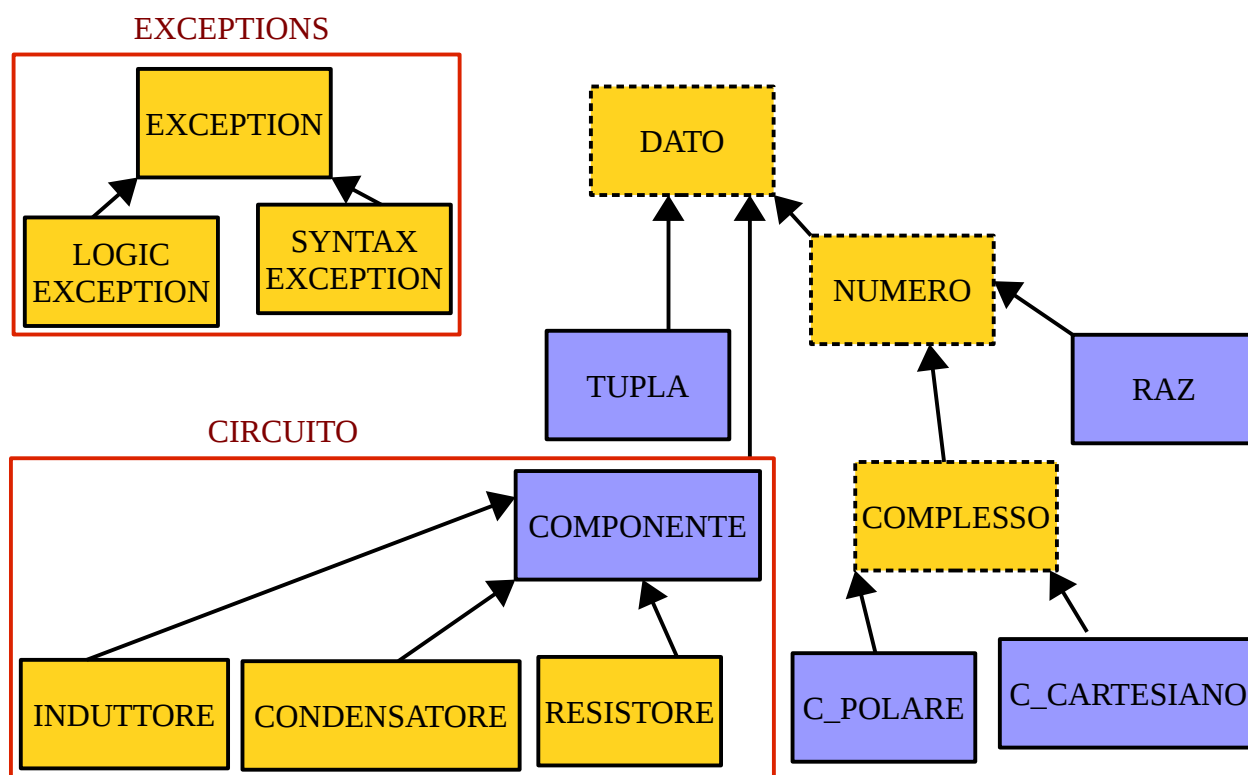 EXCEPTIONS
EXCEPTION
LOGIC
EXCEPTION
SYNTAX
EXCEPTION
DATO
NUMERO
TUPLA
RAZ
CIRCUITO
COMPONENTE
COMPLESSO
INDUTTORE
CONDENSATORE
RESISTORE
C_POLARE
C_CARTESIANO